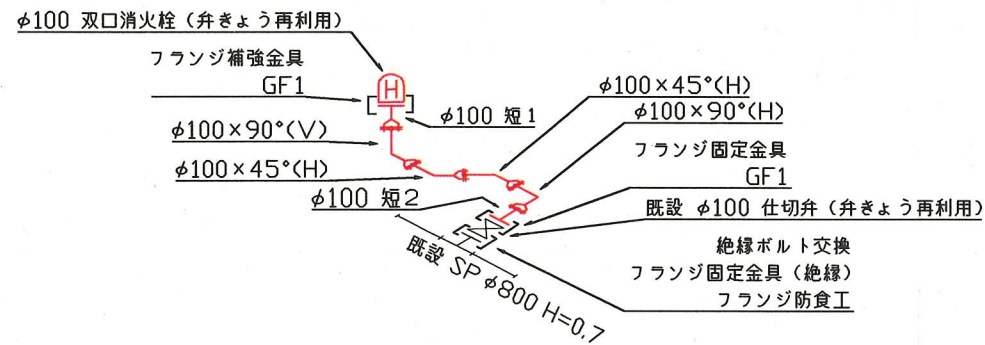 φ100 双口消火栓（弁きょう再利用）
フランジ補強金具
GF1
H
φ100 短1
φ100×45°(H)
φ100×90°(H)
φ100×90°(V)
フランジ固定金具
GF1
φ100×45°(H)
φ100 短2
既設 φ100 仕切弁（弁きょう再利用）
絶縁ボルト交換
フランジ固定金具（絶縁）
フランジ防食工
既設 SP φ800 H=0.7